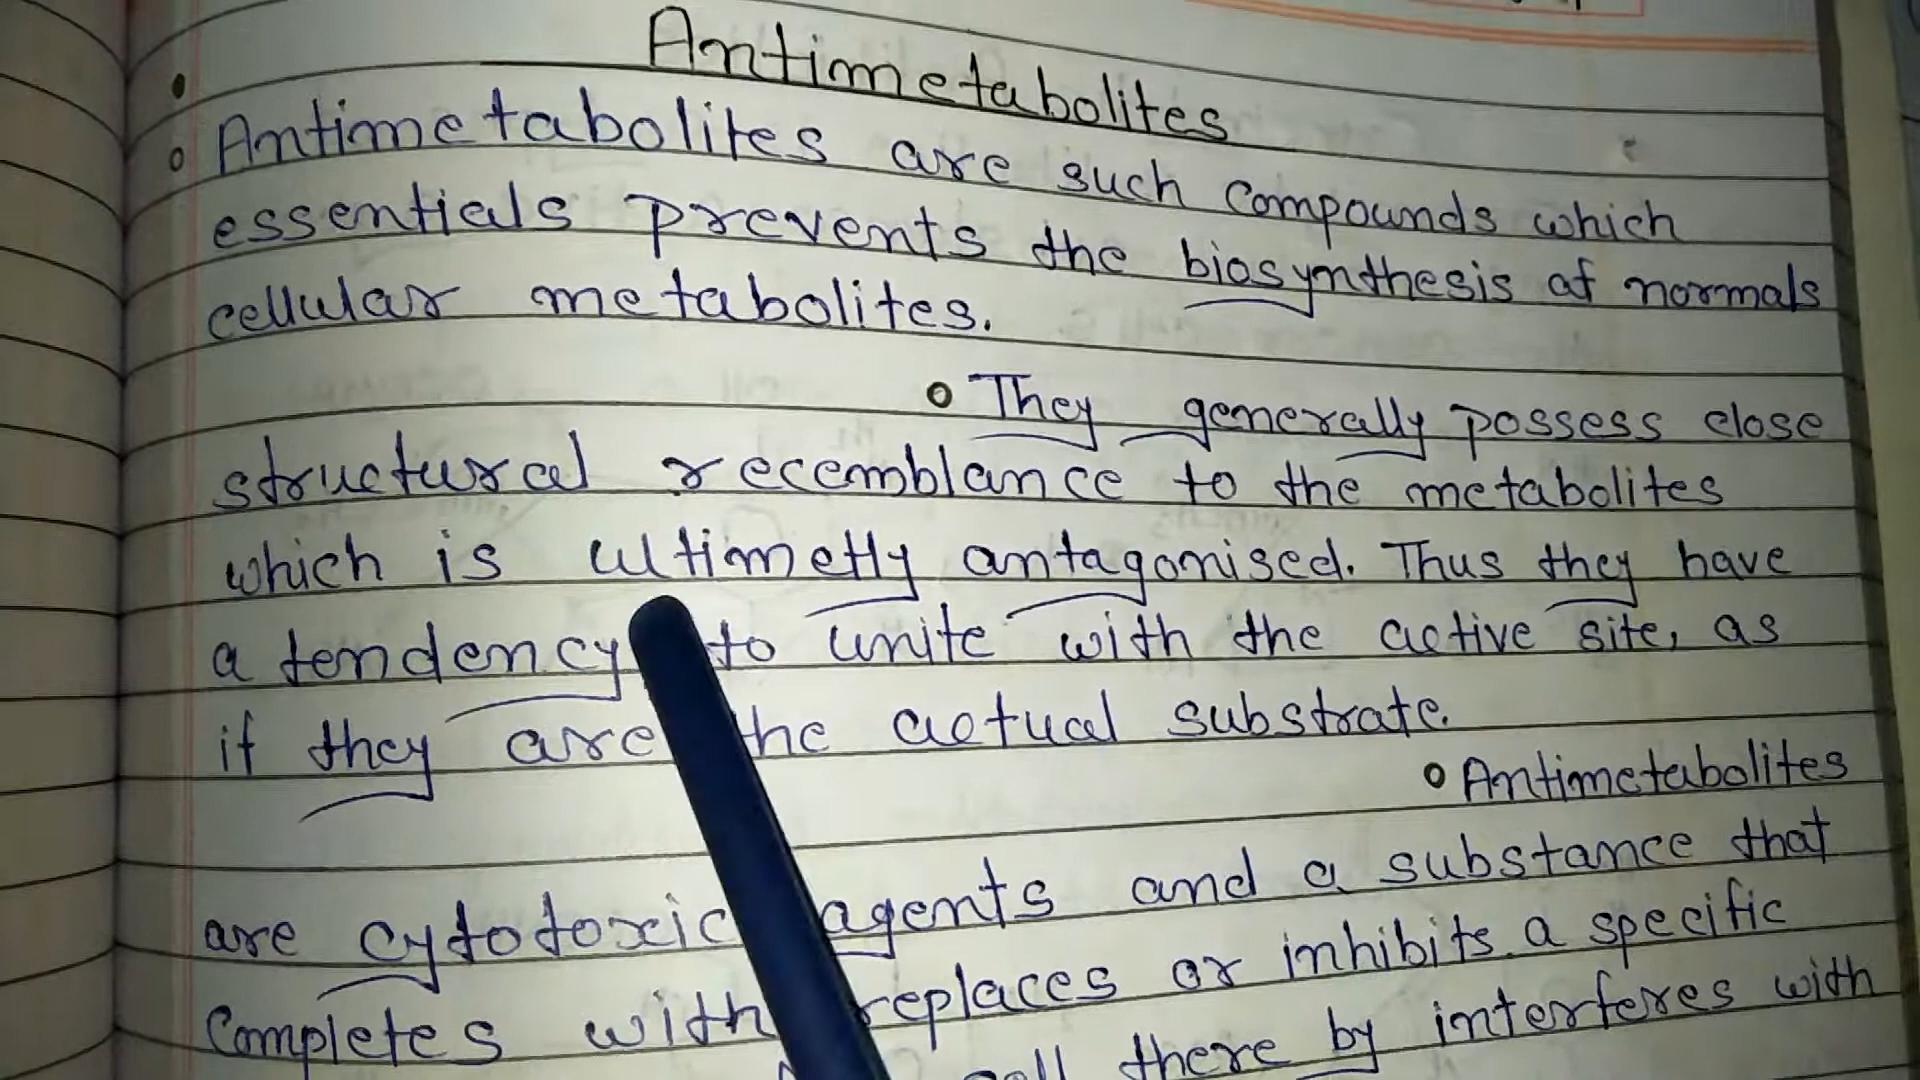 Antimetabolites
Antimetabolites are such compounds which
essentials prevents the biosynthesis of normals
cellular metabolites.
They generally possess close
structural recemblance to the metabolites
which is ultimetly antagonised. Thus they have
a tendency to unite with the active site, as
if they are the actual substrate.
Antimetabolites
are cytotoxic agents and a substance that
Completes with replaces or inhibits a specific
cell there by interferes with